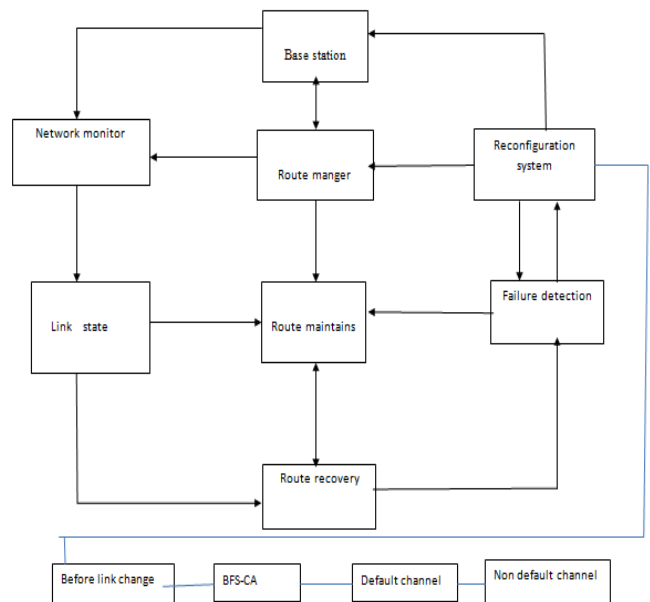 Base station
Network monitor
Route manger
Reconfiguration
system
Link state
Route maintains
Failure detection
Route recovery
Before link change
BFS-CA
Default channel
Non default channel